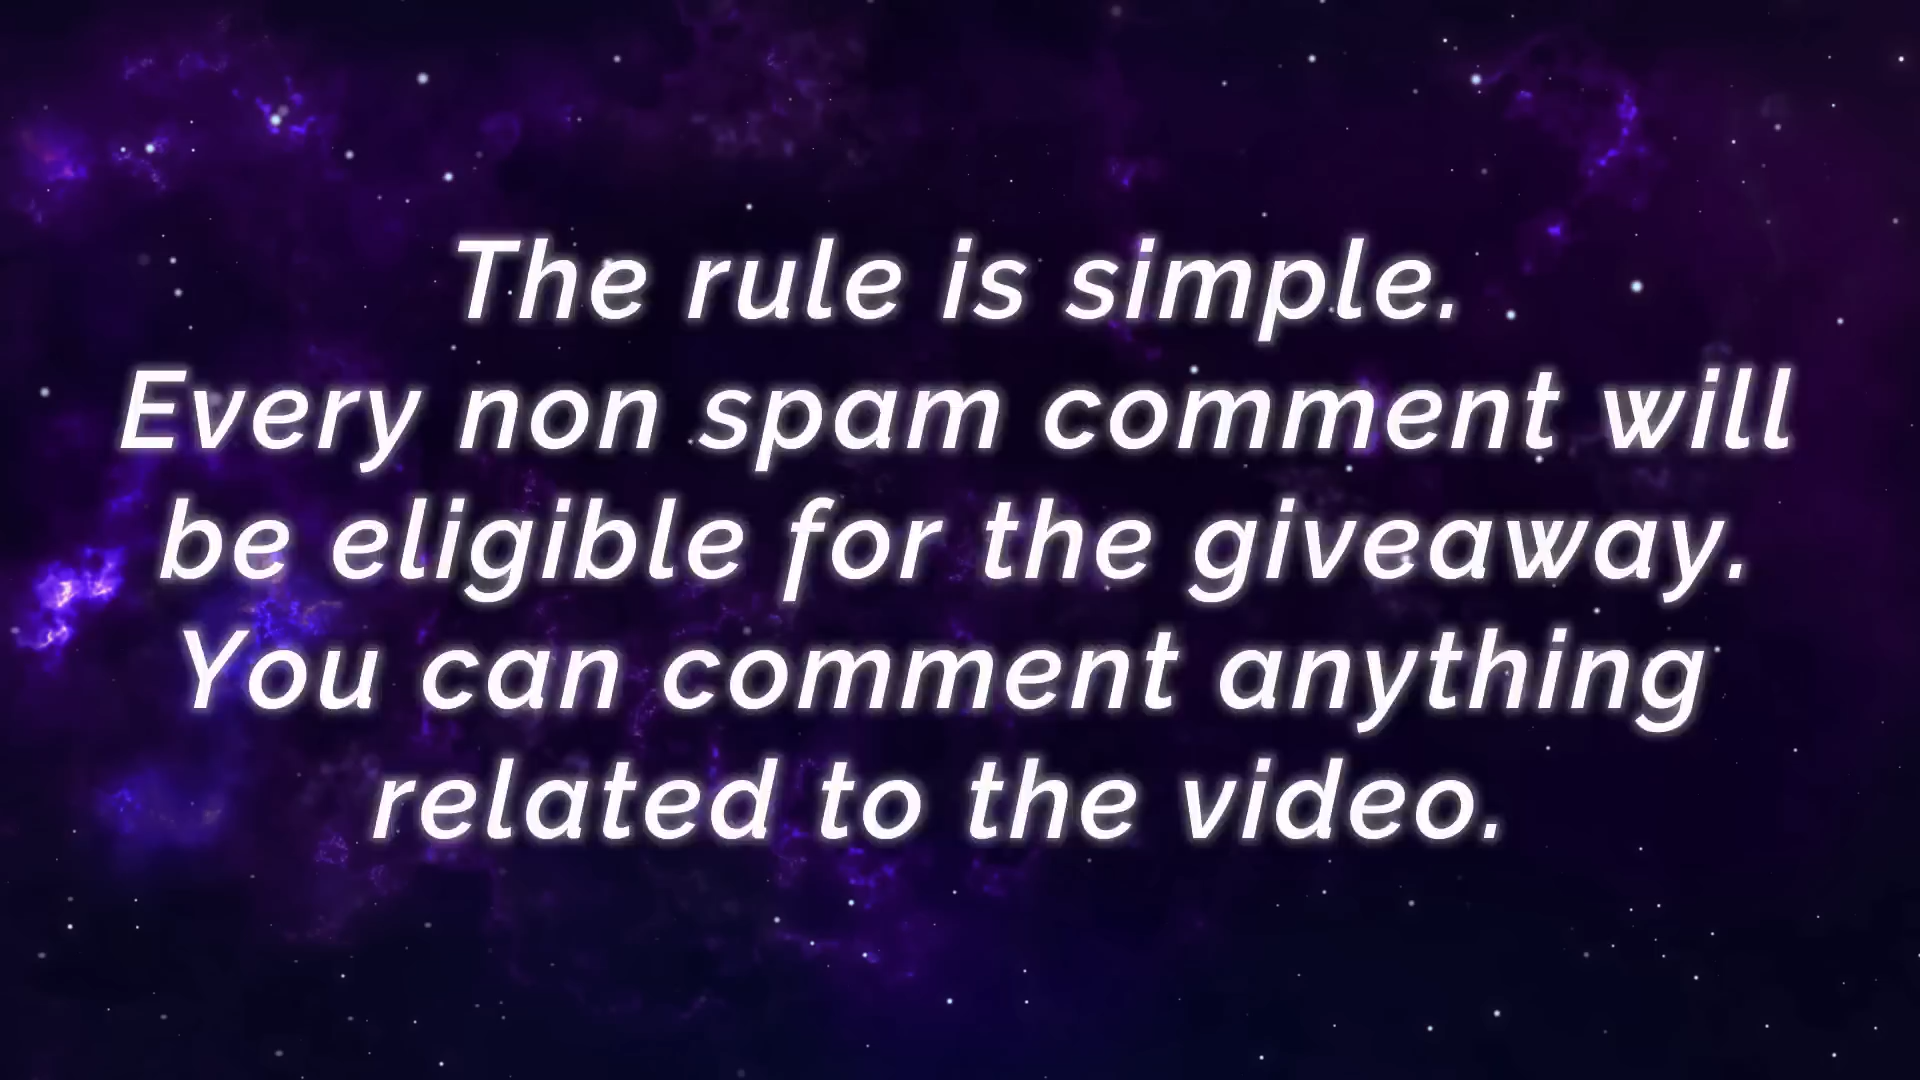 The rule is simple.
Every non spam comment will
be eligible for the giveaway.
You can comment anything
related to the video.